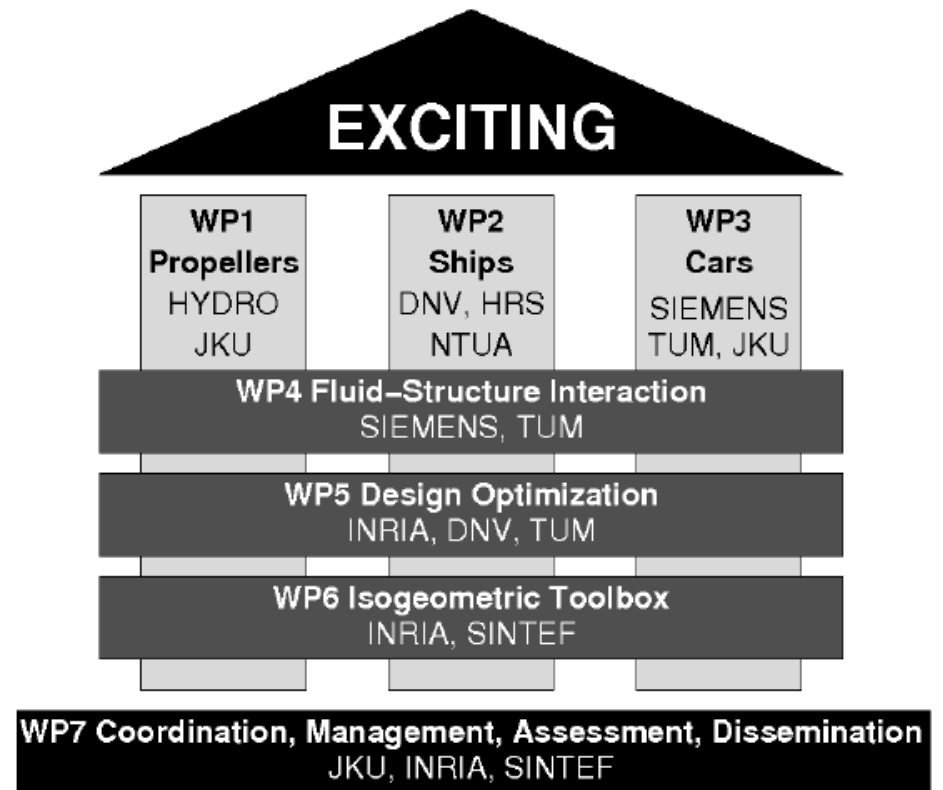 EXCITING
WP1
Propellers
HYDRO
JKU
WP2
Ships
DNV, HRS
NTUA
WP3
Cars
SIEMENS
TUM, JKU
WP4 Fluid–Structure Interaction
SIEMENS, TUM
WP5 Design Optimization
INRIA, DNV, TUM
WP6 Isogeometric Toolbox
INRIA, SINTEF
WP7 Coordination, Management, Assessment, Dissemination
JKU, INRIA, SINTEF